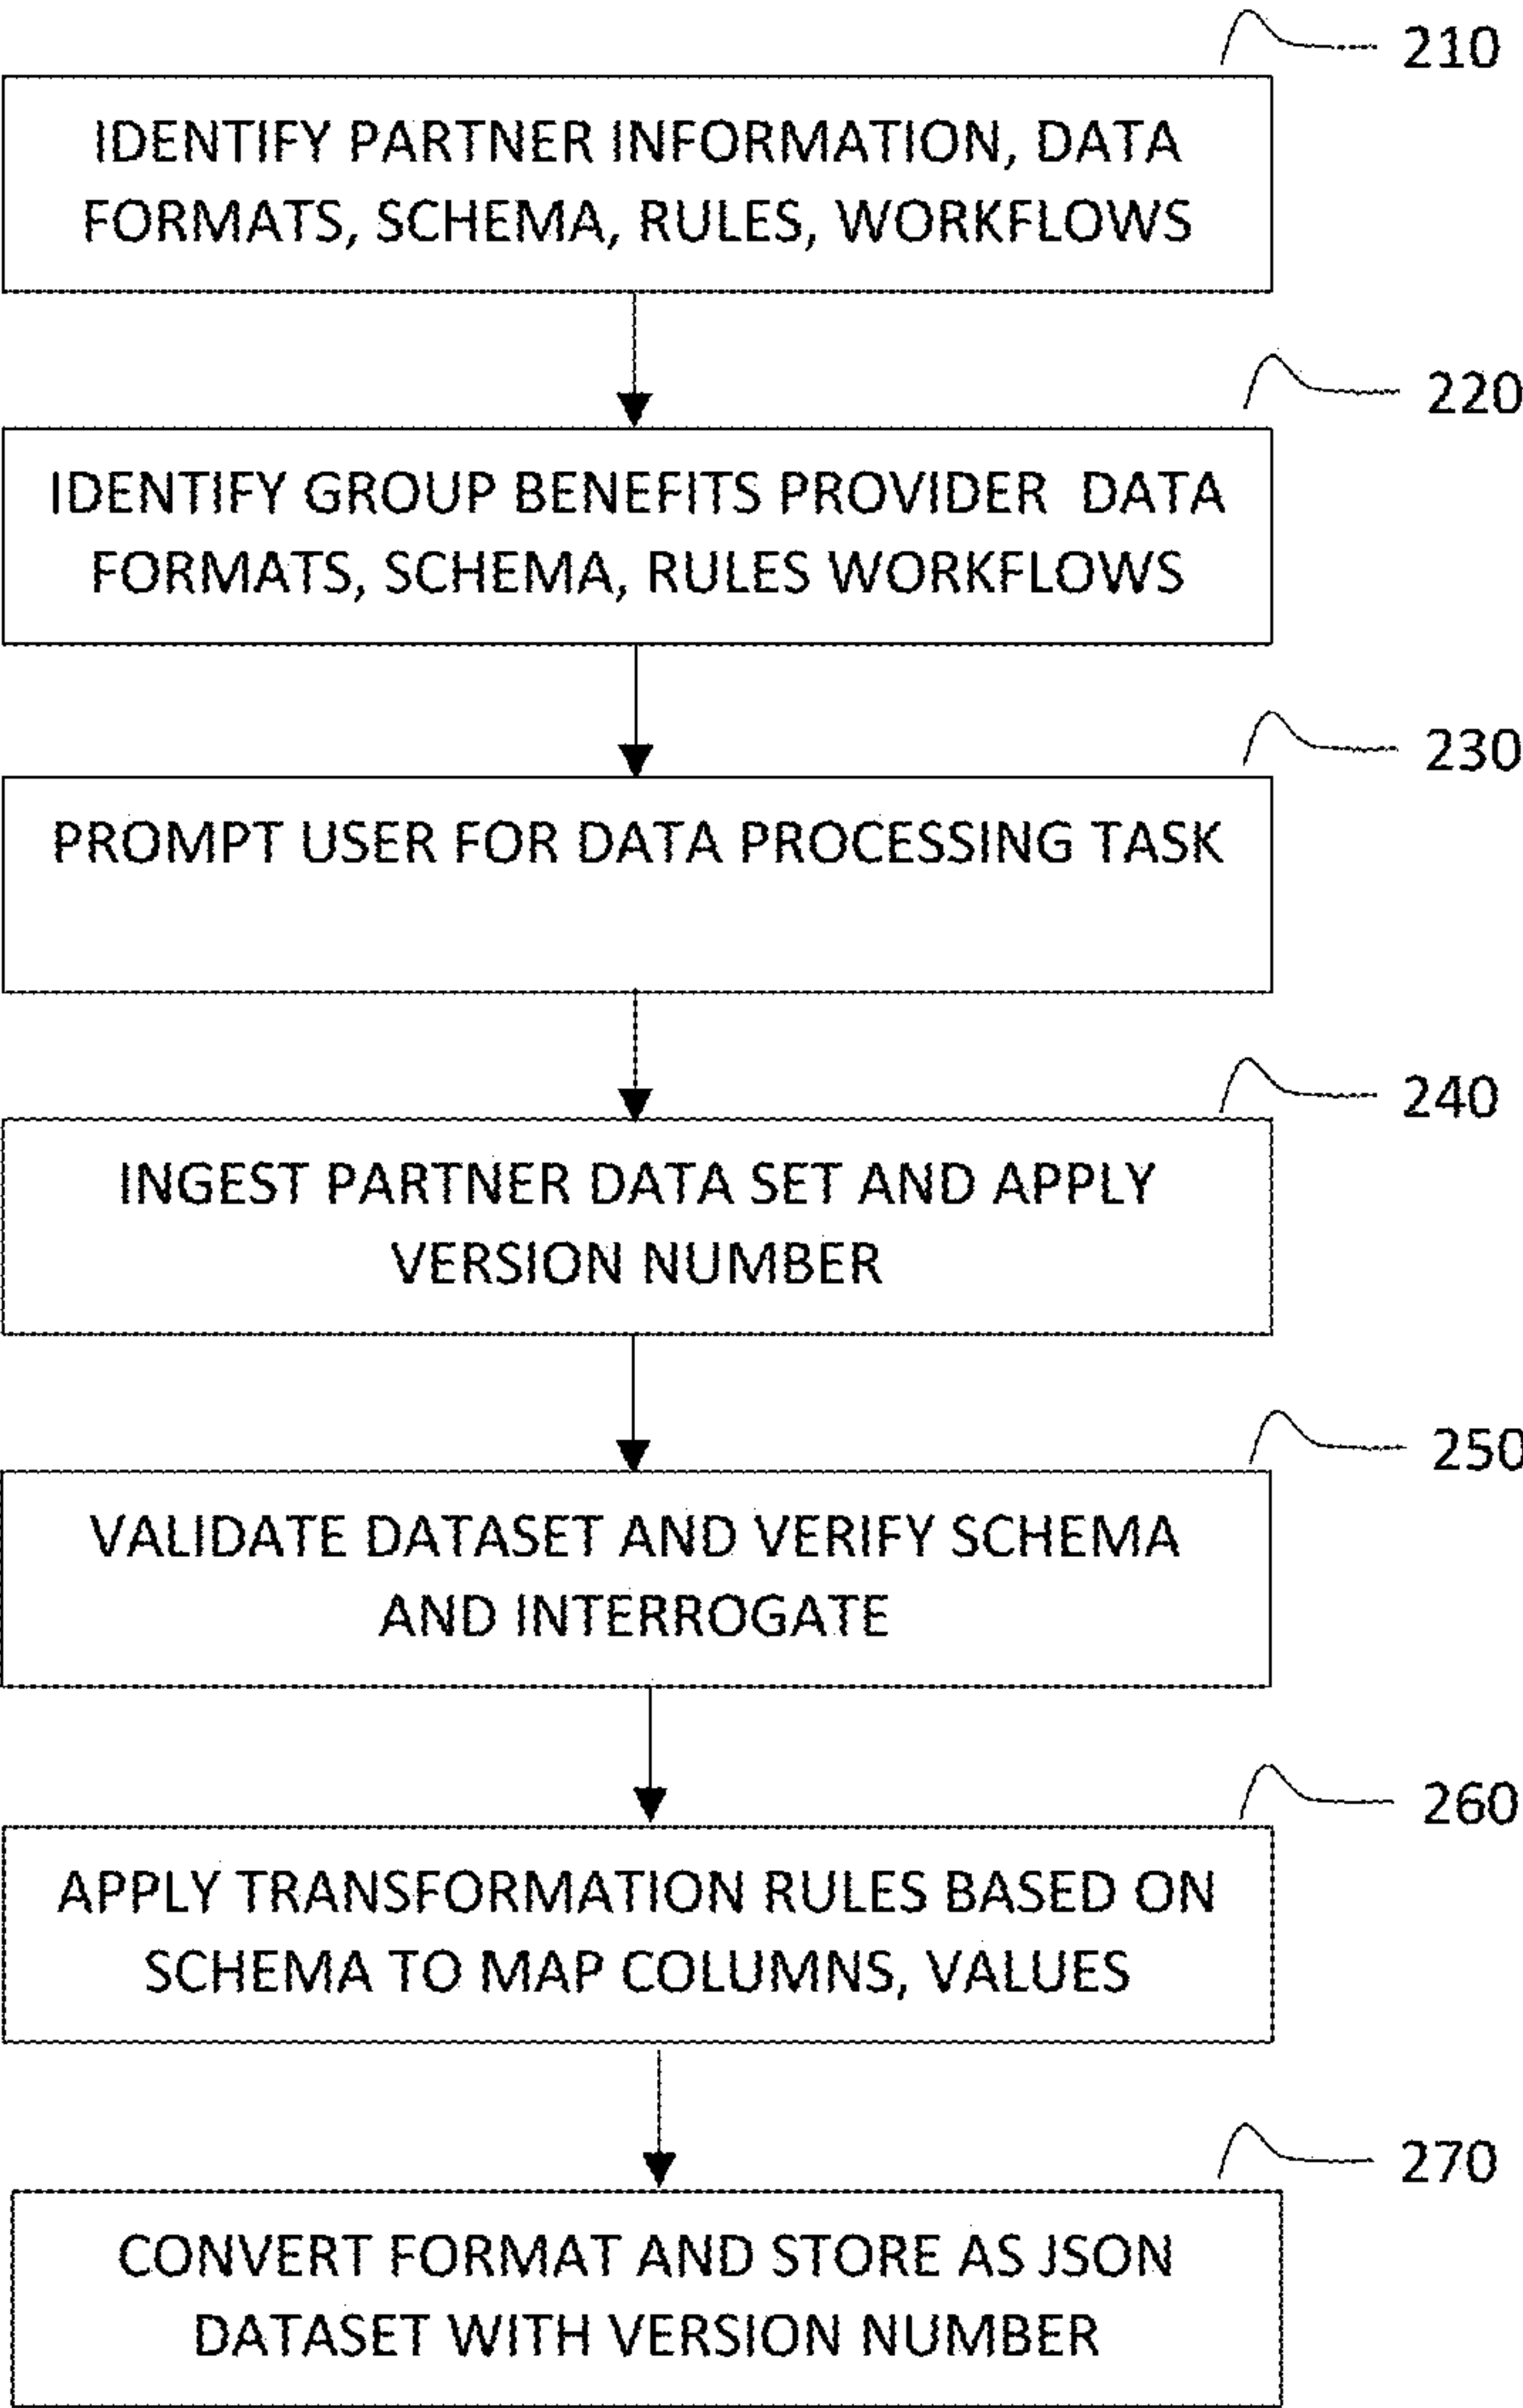 210
IDENTIFY PARTNER INFORMATION, DATA
FORMATS, SCHEMA, RULES, WORKFLOWS
220
IDENTIFY GROUP BENEFITS PROVIDER DATA
FORMATS, SCHEMA, RULES WORKFLOWS
230
PROMPT USER FOR DATA PROCESSING TASK
240
INGEST PARTNER DATA SET AND APPLY
VERSION NUMBER
250
VALIDATE DATASET AND VERIFY SCHEMA
AND INTERROGATE
260
APPLY TRANSFORMATION RULES BASED ON
SCHEMA TO MAP COLUMNS, VALUES
270
CONVERT FORMAT AND STORE AS JSON
DATASET WITH VERSION NUMBER